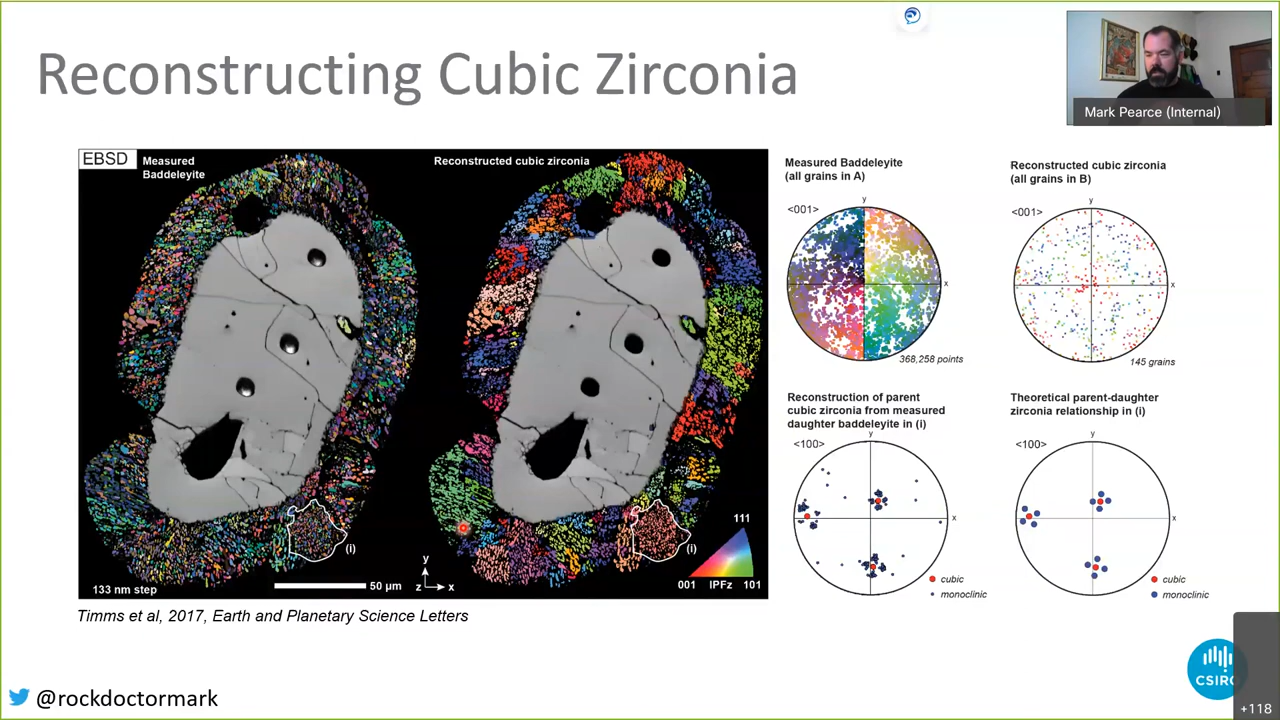 Reconstructing Cubic Zirconia
Mark Pearce (Internal)
EBSD
Measured
Baddeleyite
Reconstructed cubic zirconia
(i)
(i)
133 nm step
50 μm
y
z
x
111
001 IPFz 101
Measured Baddeleyite
(all grains in A)
<001>
y
x
368,258 points
Reconstructed cubic zirconia
(all grains in B)
<001>
y
x
145 grains
Reconstruction of parent
cubic zirconia from measured
daughter baddeleyite in (i)
<100>
y
x
cubic
monoclinic
Theoretical parent-daughter
zirconia relationship in (i)
<100>
y
x
cubic
monoclinic
Timms et al, 2017, Earth and Planetary Science Letters
@rockdoctormark
CSIRO
+118